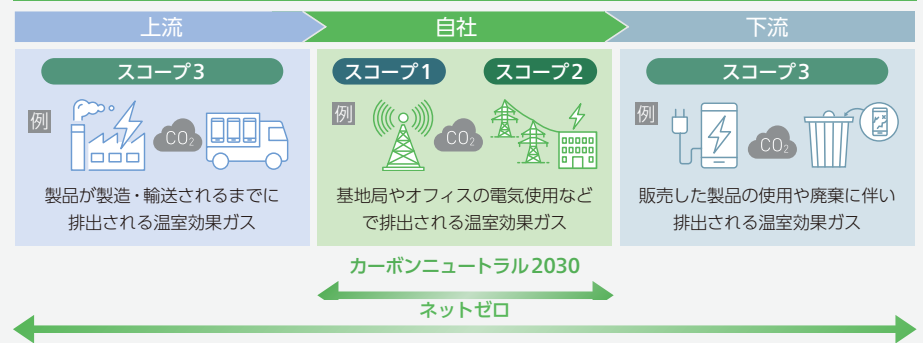 上流
自社
下流
スコープ3
例
CO2
製品が製造・輸送されるまでに
排出される温室効果ガス
スコープ1
スコープ2
例
CO2
基地局やオフィスの電気使用など
で排出される温室効果ガス
スコープ3
例
CO2
販売した製品の使用や廃棄に伴い
排出される温室効果ガス
カーボンニュートラル2030
ネットゼロ